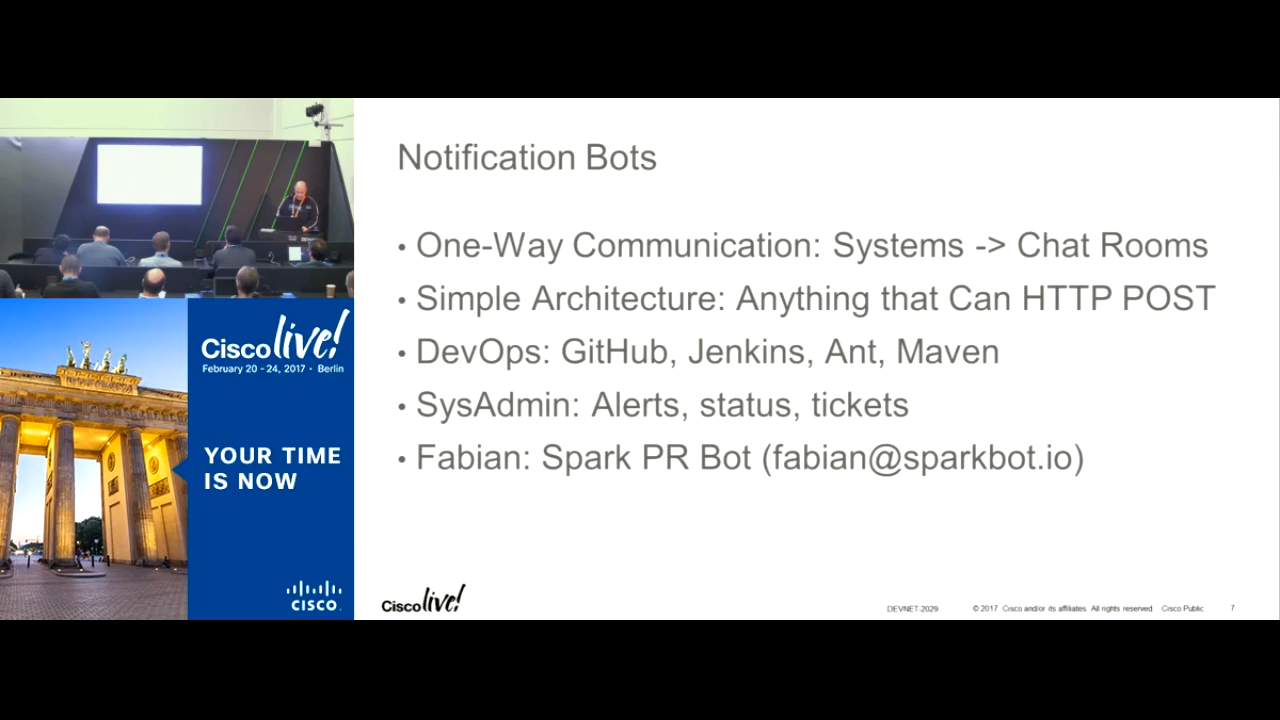 Notification Bots
• One-Way Communication: Systems -> Chat Rooms
• Simple Architecture: Anything that Can HTTP POST
• DevOps: GitHub, Jenkins, Ant, Maven
• SysAdmin: Alerts, status, tickets
• Fabian: Spark PR Bot (fabian@sparkbot.io)
Cisco live!
February 20 - 24, 2017 • Berlin
YOUR TIME
IS NOW
CISCO
Cisco live!
DEVNET-2029 © 2017 Cisco and/or its affiliates. All rights reserved. Cisco Public 7